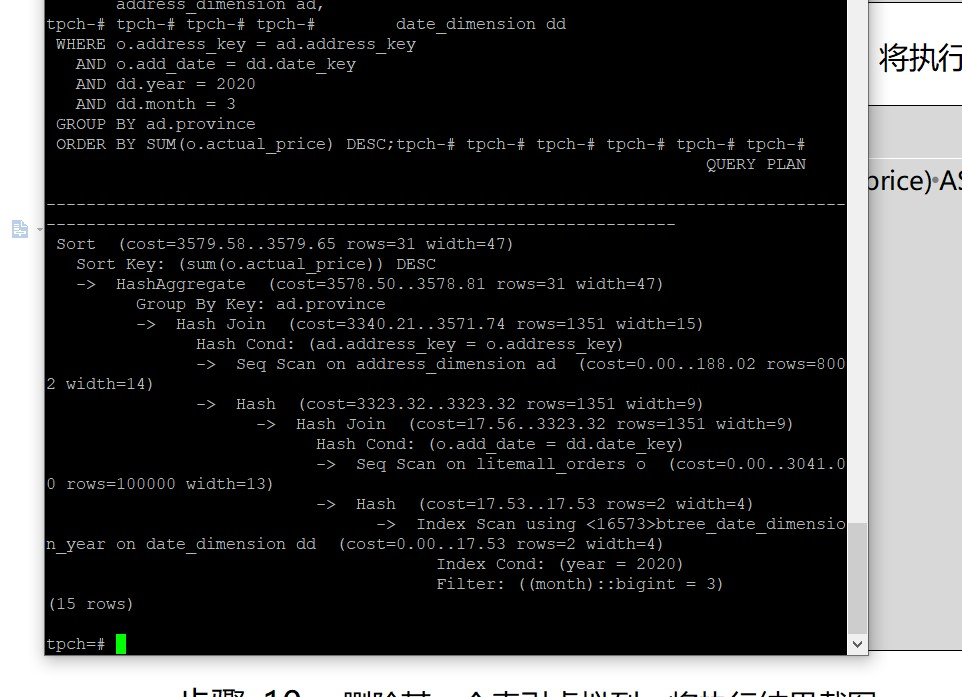 address_dimension ad,
tpch-# tpch-# tpch-# tpch-#        date_dimension dd
WHERE o.address_key = ad.address_key
AND o.add_date = dd.date_key
AND dd.year = 2020
AND dd.month = 3
GROUP BY ad.province
ORDER BY SUM(o.actual_price) DESC;tpch-# tpch-# tpch-# tpch-# tpch-# tpch-#
QUERY PLAN
--------------------------------------------------------------------------------
---------------------------------------------------------------
Sort  (cost=3579.58..3579.65 rows=31 width=47)
Sort Key: (sum(o.actual_price)) DESC
->  HashAggregate  (cost=3578.50..3578.81 rows=31 width=47)
Group By Key: ad.province
->  Hash Join  (cost=3340.21..3571.74 rows=1351 width=15)
Hash Cond: (ad.address_key = o.address_key)
->  Seq Scan on address_dimension ad  (cost=0.00..188.02 rows=800
2 width=14)
->  Hash  (cost=3323.32..3323.32 rows=1351 width=9)
->  Hash Join  (cost=17.56..3323.32 rows=1351 width=9)
Hash Cond: (o.add_date = dd.date_key)
->  Seq Scan on litemall_orders o  (cost=0.00..3041.0
0 rows=100000 width=13)
->  Hash  (cost=17.53..17.53 rows=2 width=4)
->  Index Scan using <16573>btree_date_dimensio
n_year on date_dimension dd  (cost=0.00..17.53 rows=2 width=4)
Index Cond: (year = 2020)
Filter: ((month)::bigint = 3)
(15 rows)
tpch=#
将执行
price)·AS